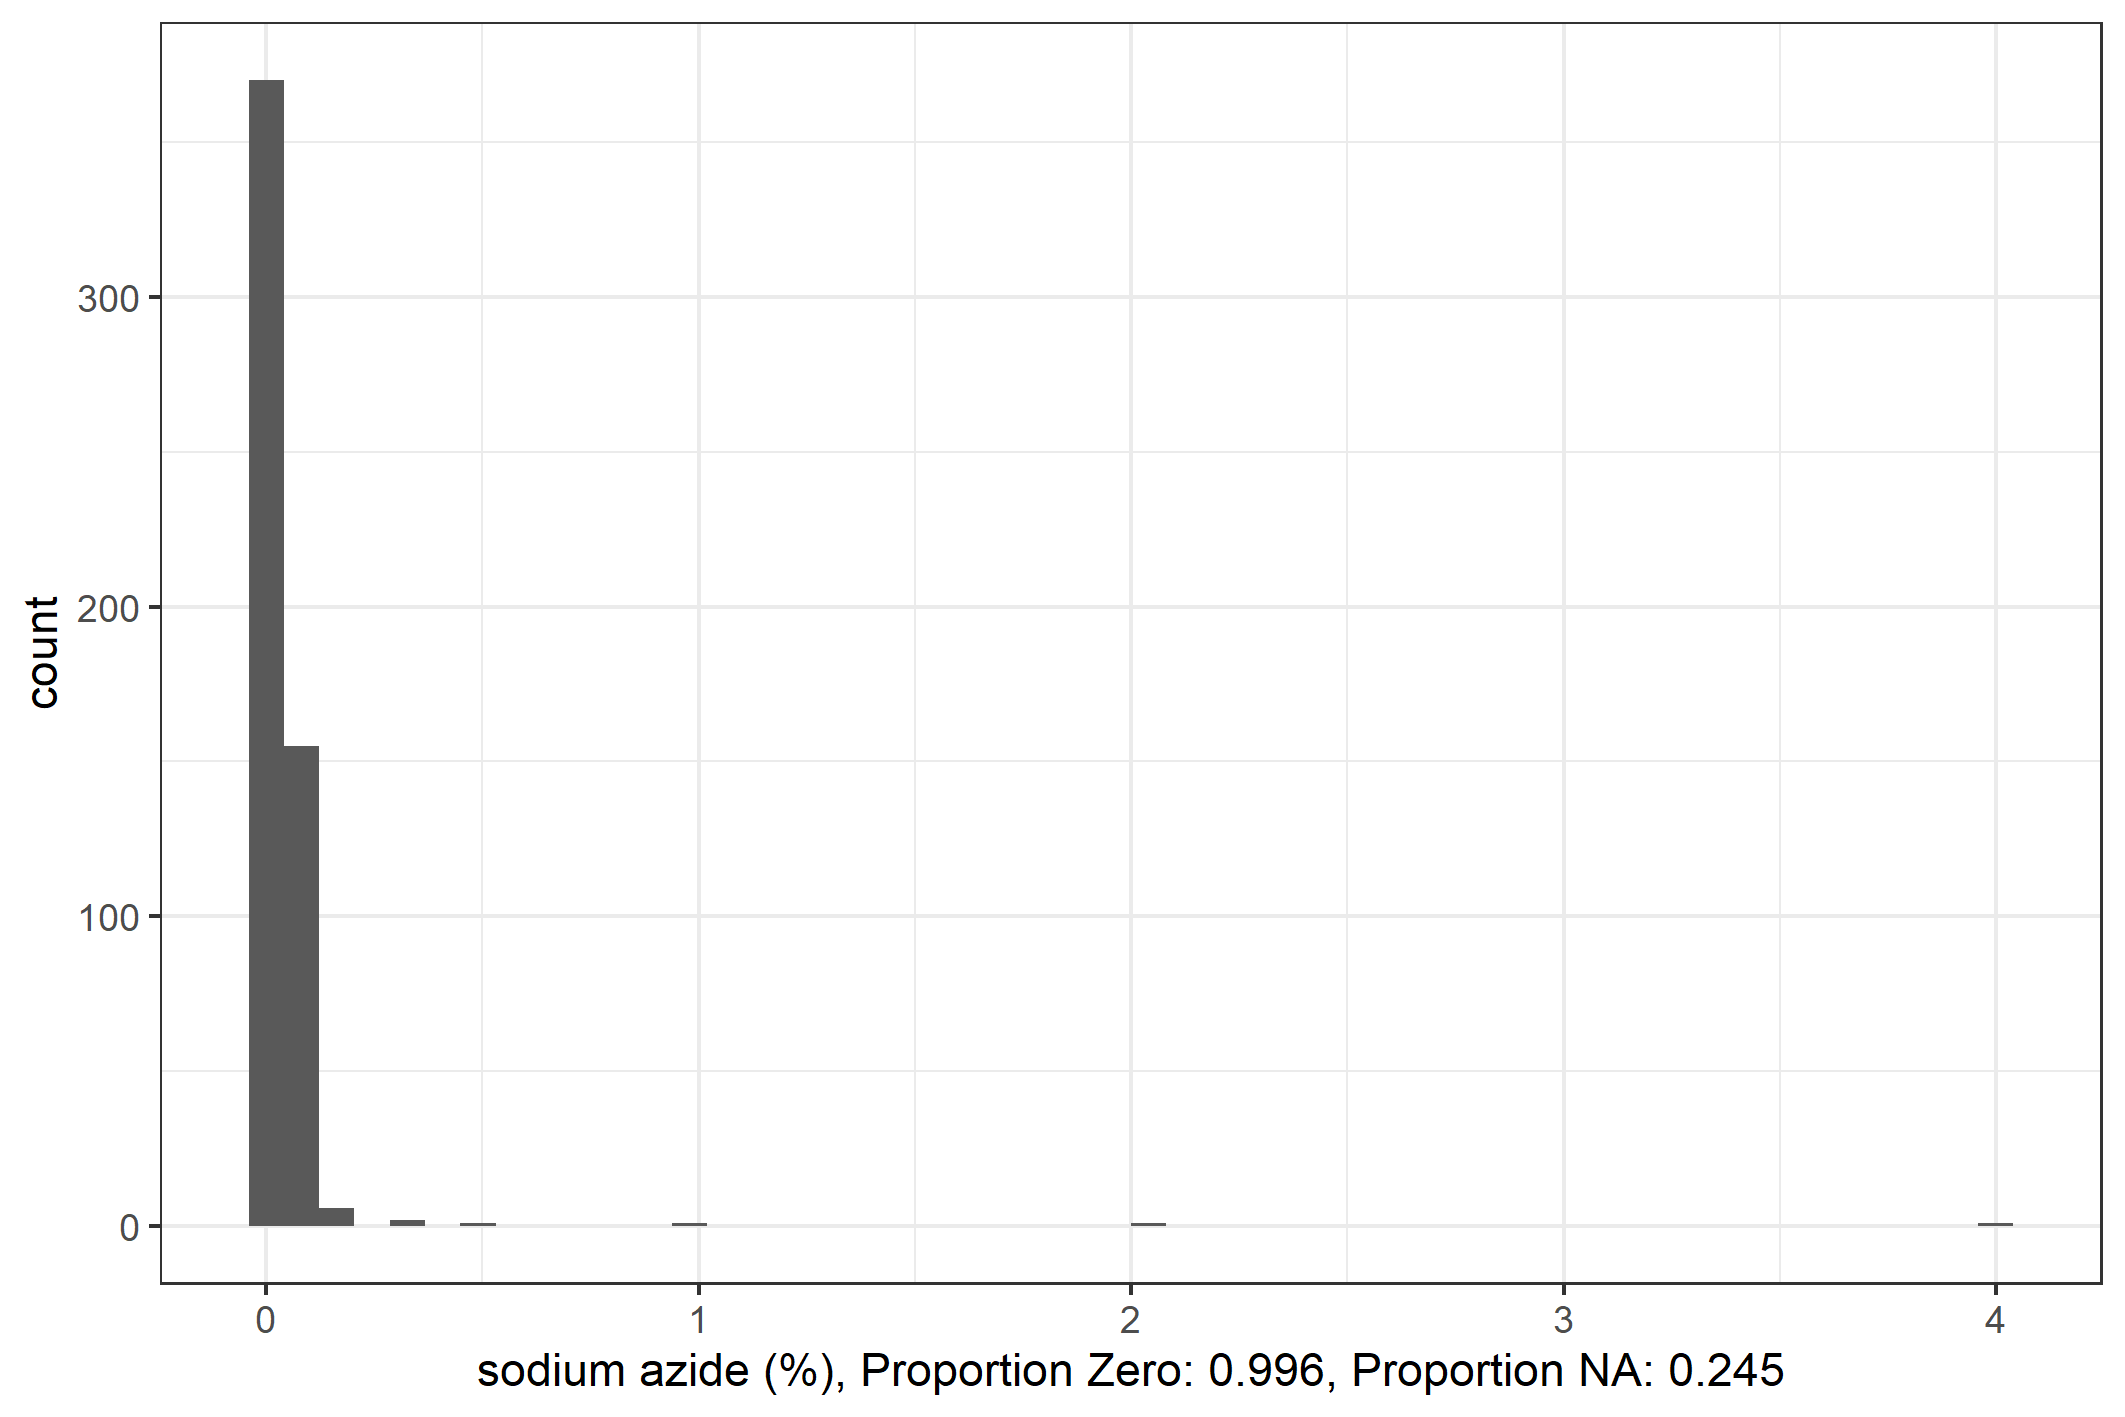 count
300
200
100
0
0 1 2 3 4
sodium azide (%), Proportion Zero: 0.996, Proportion NA: 0.245